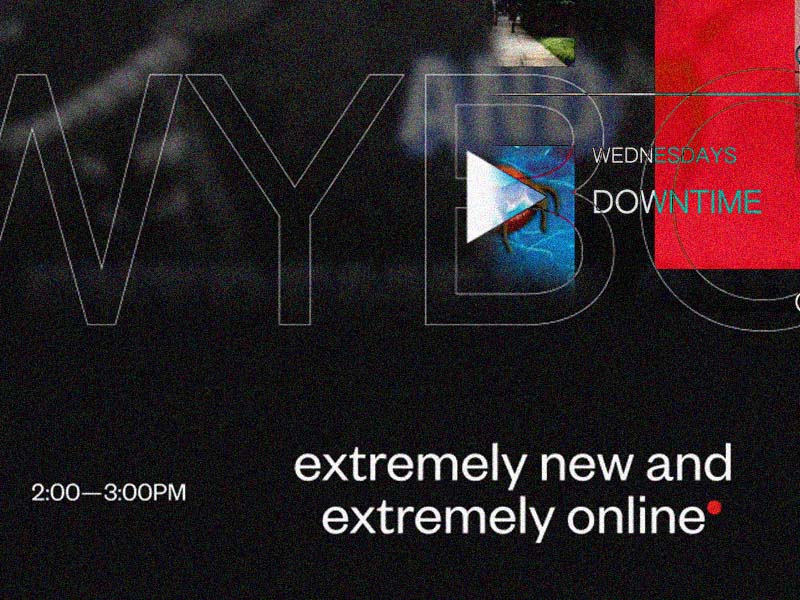 WYBC
WEDNESDAYS
DOWNTIME
extremely new and
extremely online
2:00—3:00PM